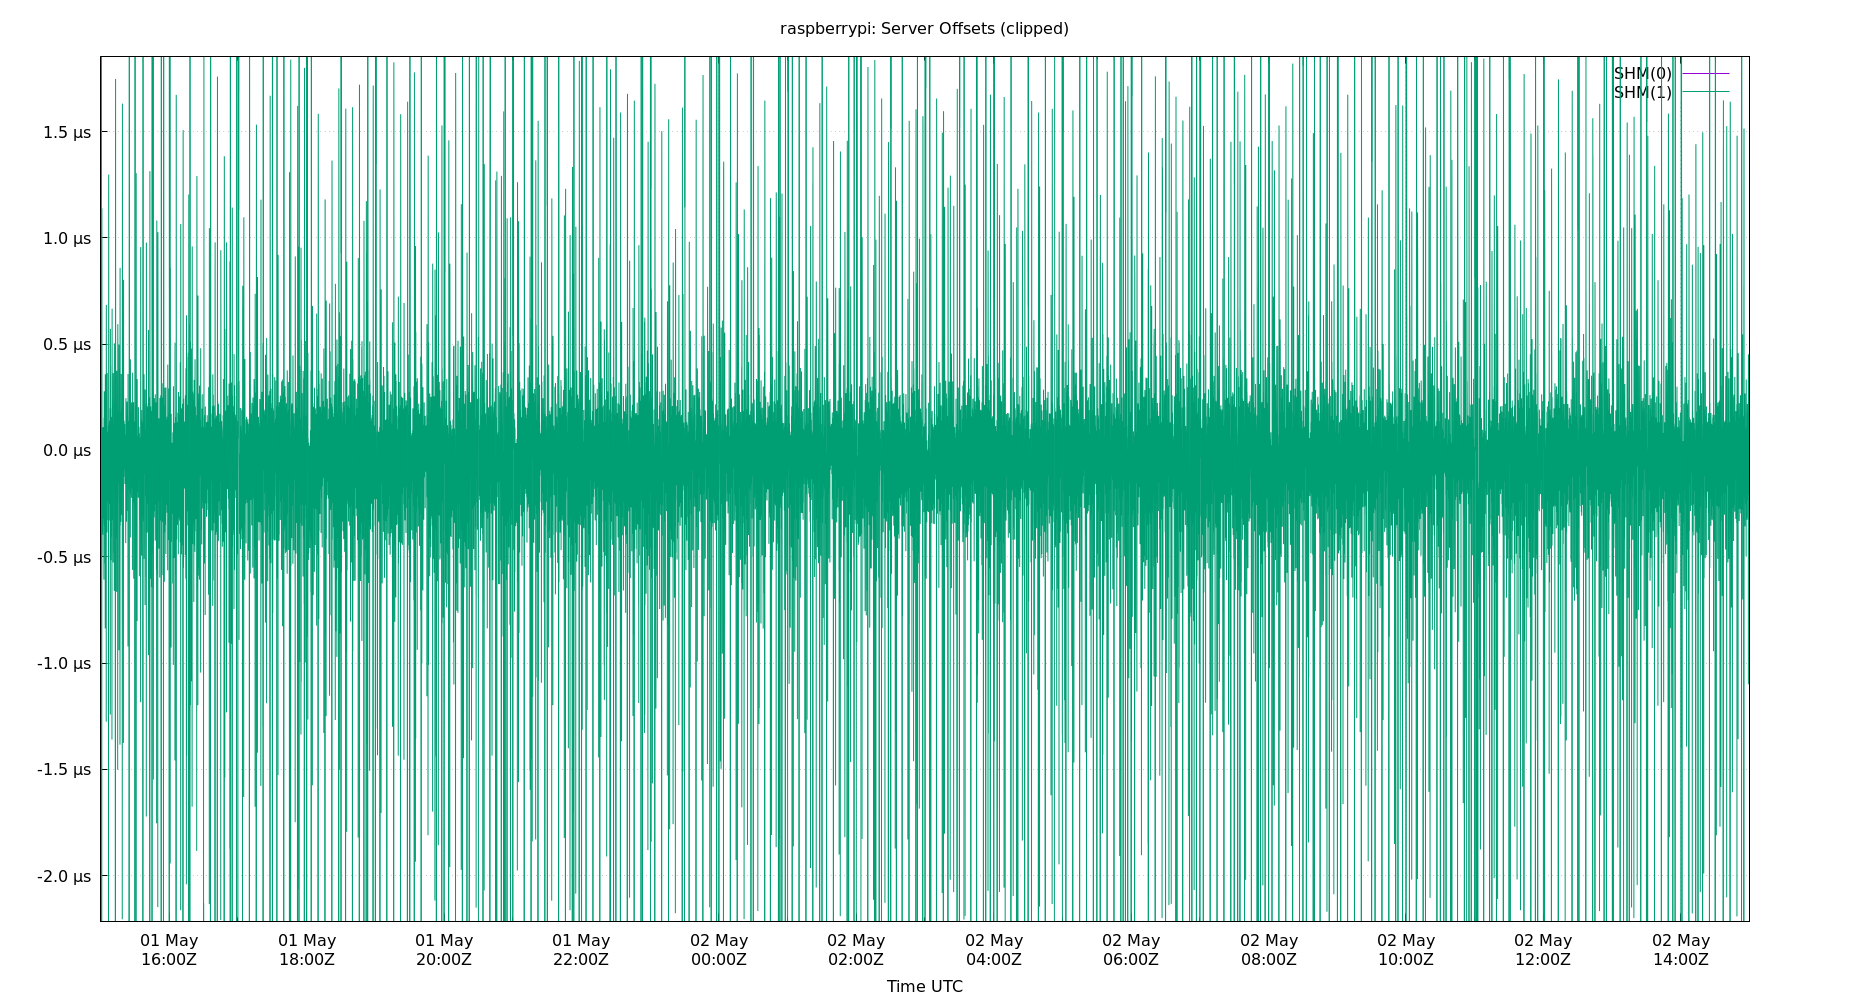 raspberrypi: Server Offsets (clipped)
SHM(0)
SHM(1)
1.5 µs
1.0 µs
0.5 µs
0.0 µs
-0.5 µs
-1.0 µs
-1.5 µs
-2.0 µs
01 May 01 May 01 May 01 May 02 May 02 May 02 May 02 May 02 May 02 May 02 May 02 May
16:00Z 18:00Z 20:00Z 22:00Z 00:00Z 02:00Z 04:00Z 06:00Z 08:00Z 10:00Z 12:00Z 14:00Z
Time UTC